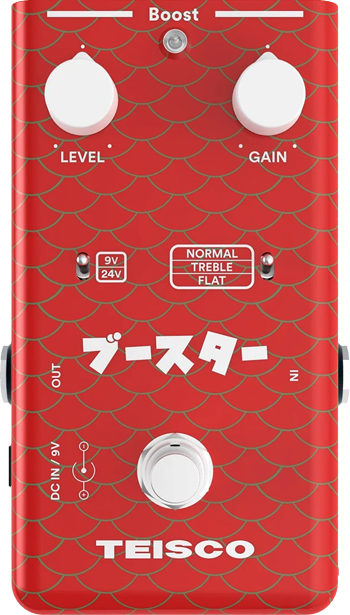 Boost
LEVEL
GAIN
9V
24V
NORMAL
TREBLE
FLAT
ブースター
OUT
IN
DC IN / 9V
TEISCO